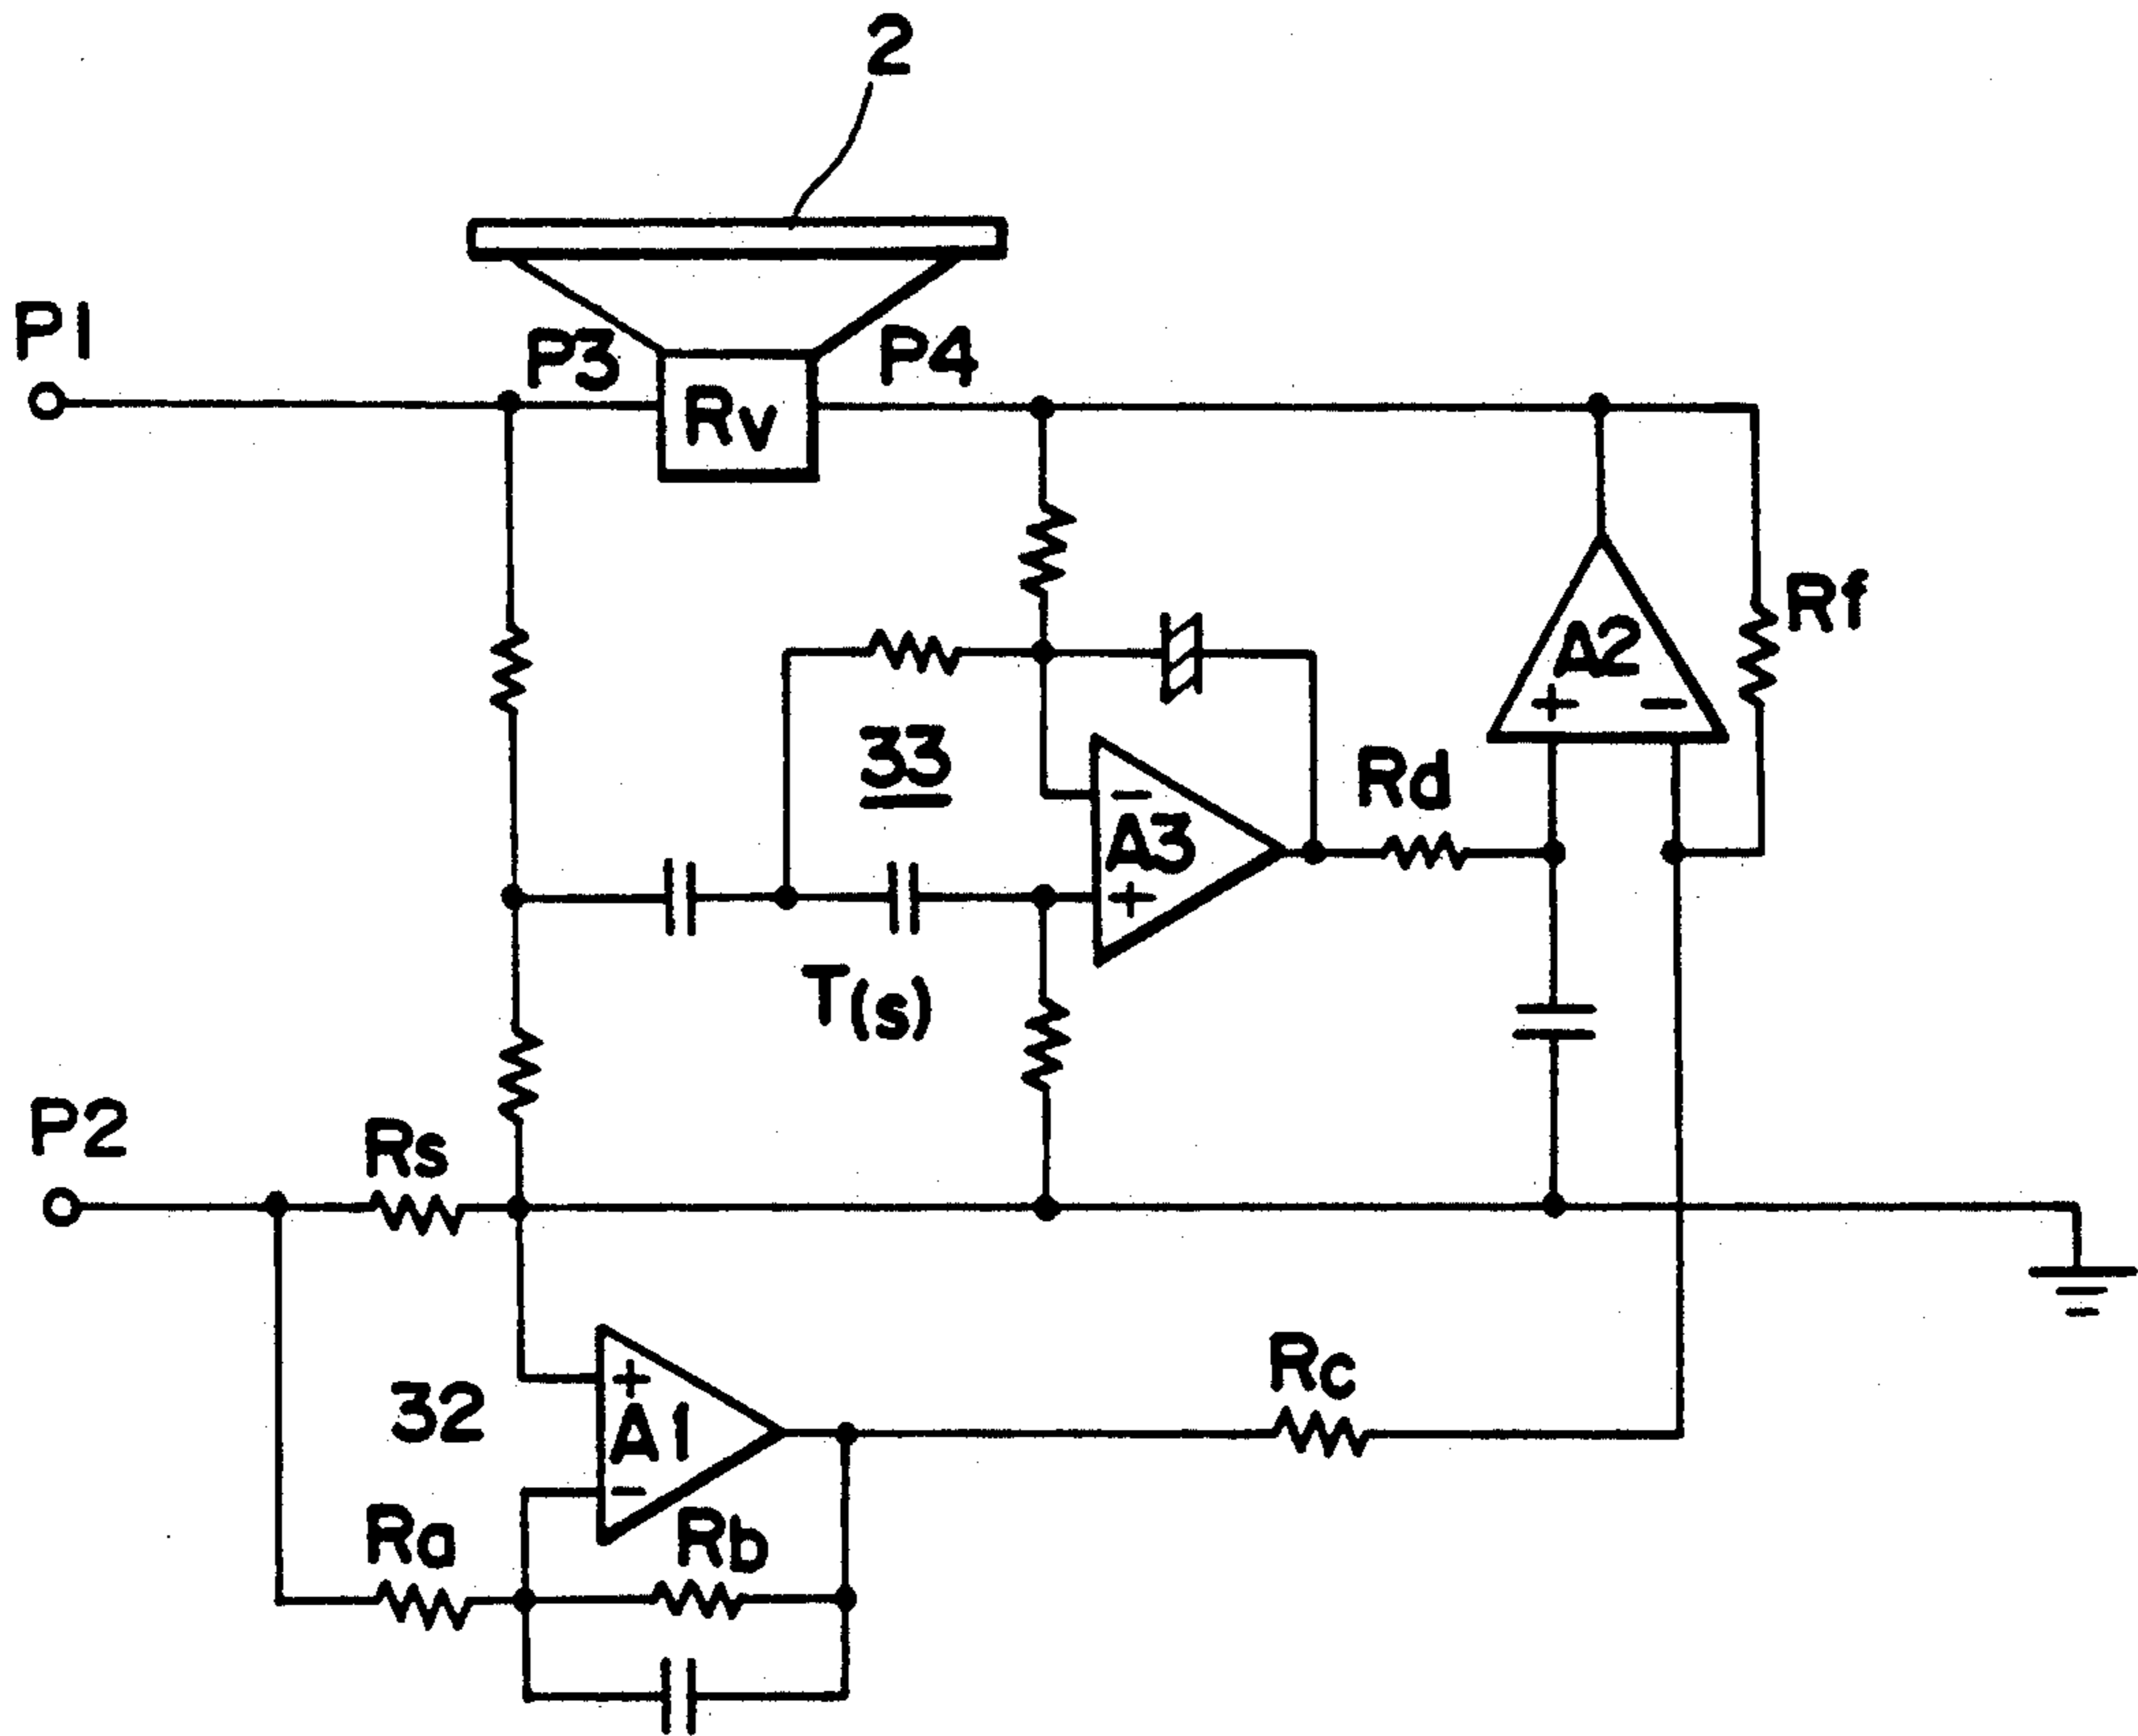 2
P1
P3
P4
Rv
Rf
A2
+
-
33
Rd
-
A3
+
T(s)
P2
Rs
Rc
+
32
A1
-
Ra
Rb